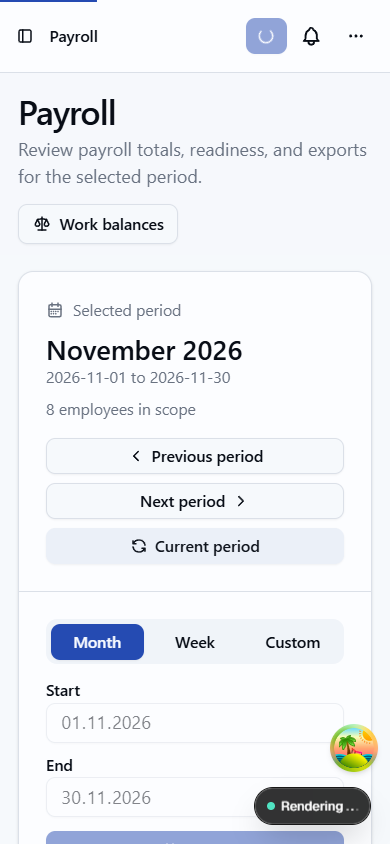 Payroll
Payroll
Review payroll totals, readiness, and exports
for the selected period.
Work balances
Selected period
November 2026
2026-11-01 to 2026-11-30
8 employees in scope
Previous period
Next period
Current period
Month Week Custom
Start
01.11.2026
End
30.11.2026
Rendering ...